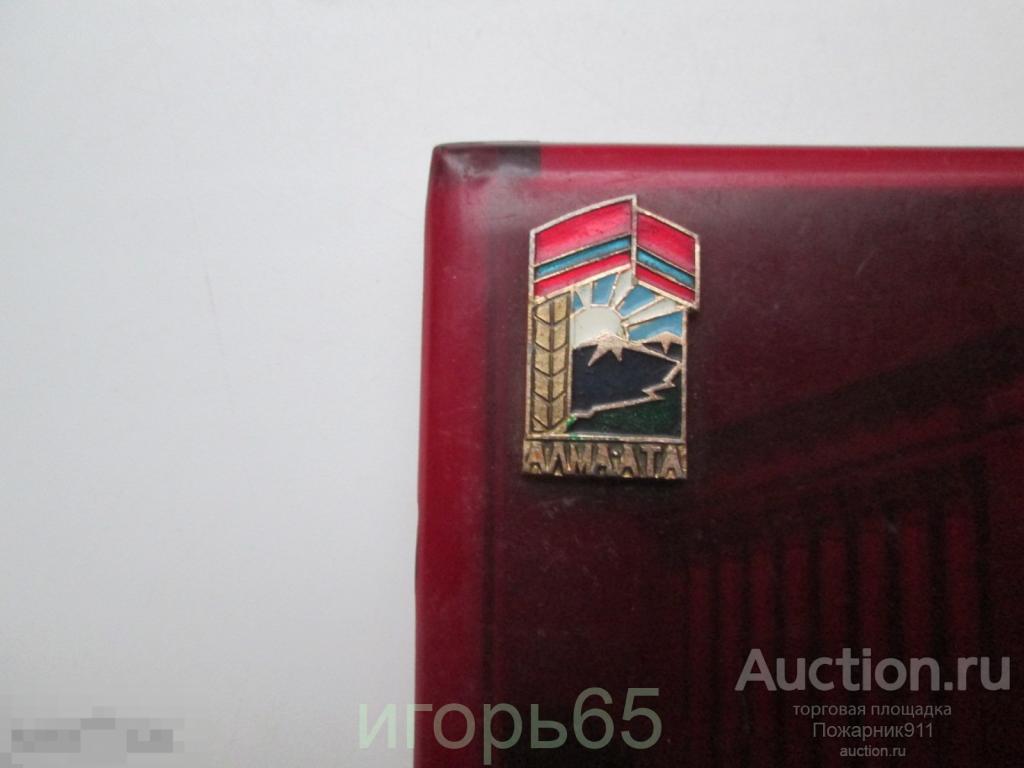 АЛМА-АТА
Auction.ru
торговая площадка
Пожарник911
auction.ru
игорь65